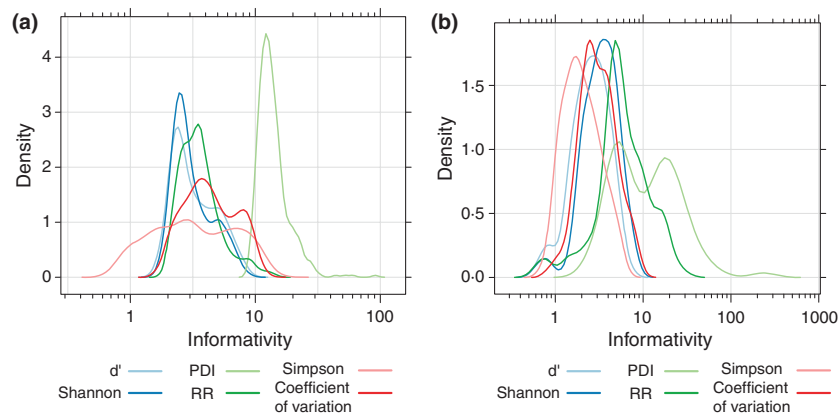 (a)
4
3
2
1
0
Density
1 10 100
Informativity
d' PDI Simpson
Shannon RR Coefficient
of variation
(b)
1·5
1·0
0·5
0·0
Density
1 10 100 1000
Informativity
d' PDI Simpson
Shannon RR Coefficient
of variation